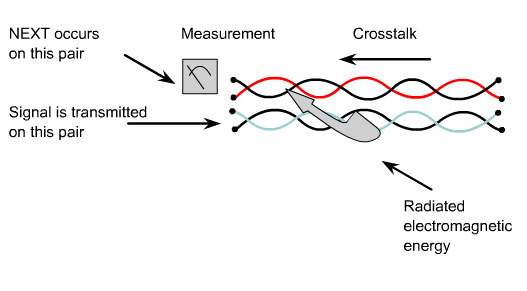 NEXT occurs
on this pair
Measurement
Crosstalk
Signal is transmitted
on this pair
Radiated
electromagnetic
energy